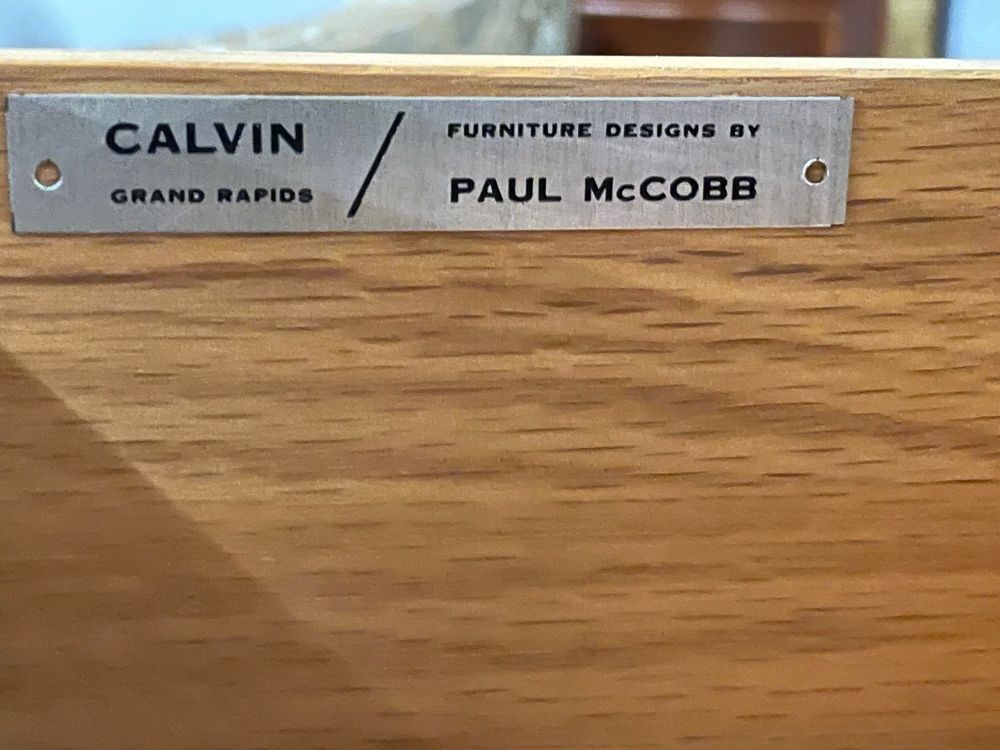 CALVIN
GRAND RAPIDS
/
FURNITURE DESIGNS BY
PAUL McCOBB